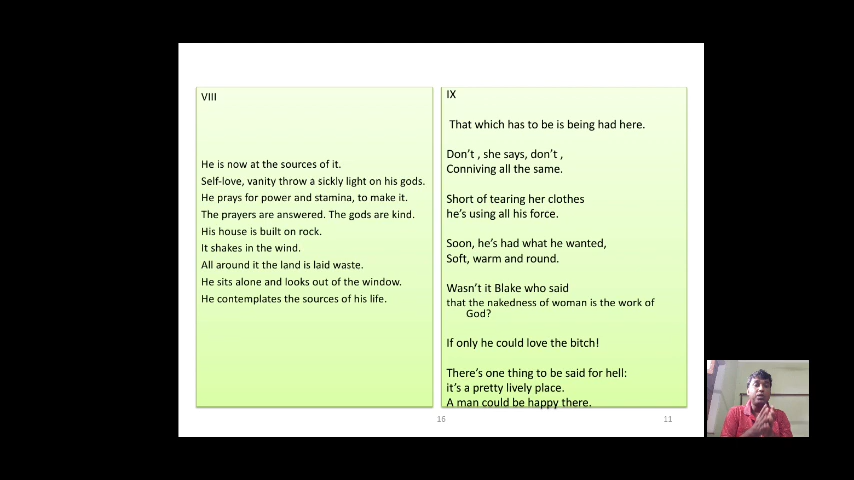 VIII
He is now at the sources of it.
Self-love, vanity throw a sickly light on his gods.
He prays for power and stamina, to make it.
The prayers are answered. The gods are kind.
His house is built on rock.
It shakes in the wind.
All around it the land is laid waste.
He sits alone and looks out of the window.
He contemplates the sources of his life.
IX
That which has to be is being had here.
Don’t , she says, don’t ,
Conniving all the same.
Short of tearing her clothes
he’s using all his force.
Soon, he’s had what he wanted,
Soft, warm and round.
Wasn’t it Blake who said
that the nakedness of woman is the work of
God?
If only he could love the bitch!
There’s one thing to be said for hell:
it’s a pretty lively place.
A man could be happy there.
16
11